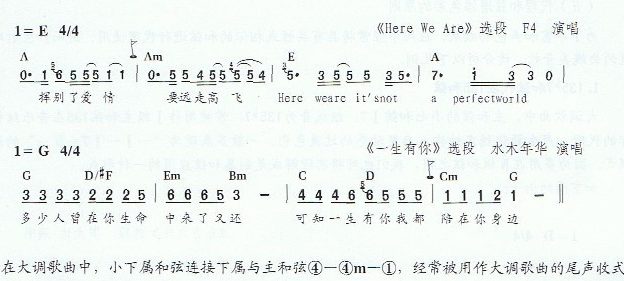 1=E 4/4 《Here We Are》选段 F4 演唱
A Am E A
0· 1 6 5 5 5 1 1 | 0· 5 5 4 5 5 5 5 5 | 5· 3 5 5 3 5 | 7· 1 3 3 0 |
挥别了爱情 要远走高飞· Here weare it'snot a perfectworld
1=G 4/4 《一生有你》选段 水木年华 演唱
G D/#F Em Bm C D Cm G
3 3 3 3 2 2 2 5 | 6 6 6 5 3 - | 4 4 4 6 5 5 5 5 | 1 1 1 2 1 - ‖
多少人曾在你生命 中来了又还 可知一生有你我都 陪在你身边
在大调歌曲中，小下属和弦连接下属与主和弦④—④m—①，经常被用作大调歌曲的尾声收式